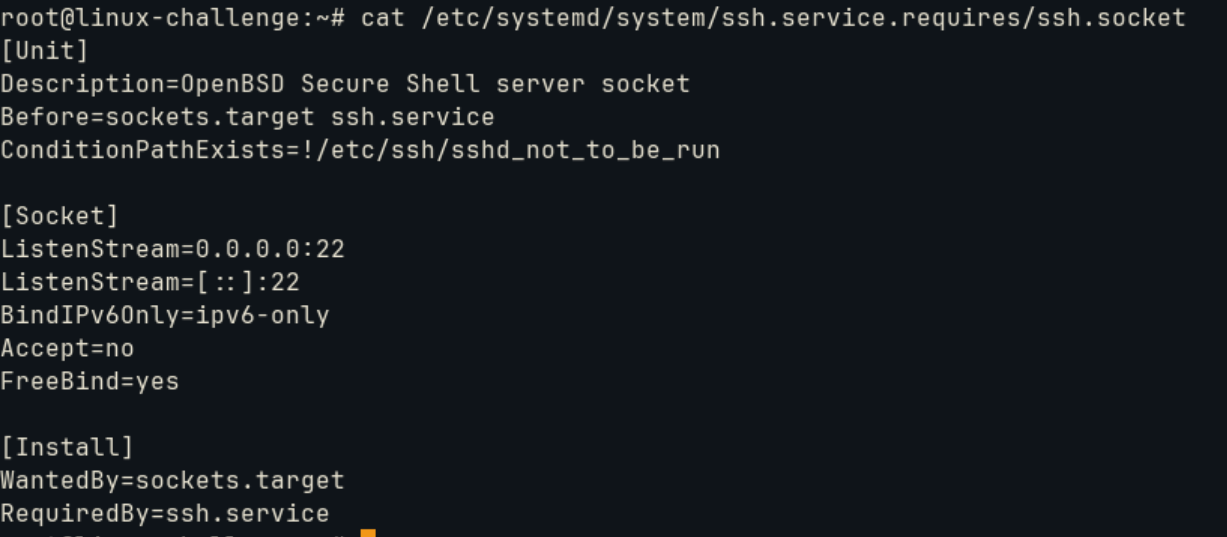 root@linux-challenge:~# cat /etc/systemd/system/ssh.service.requires/ssh.socket
[Unit]
Description=OpenBSD Secure Shell server socket
Before=sockets.target ssh.service
ConditionPathExists=!/etc/ssh/sshd_not_to_be_run

[Socket]
ListenStream=0.0.0.0:22
ListenStream=[::]:22
BindIPv6Only=ipv6-only
Accept=no
FreeBind=yes

[Install]
WantedBy=sockets.target
RequiredBy=ssh.service